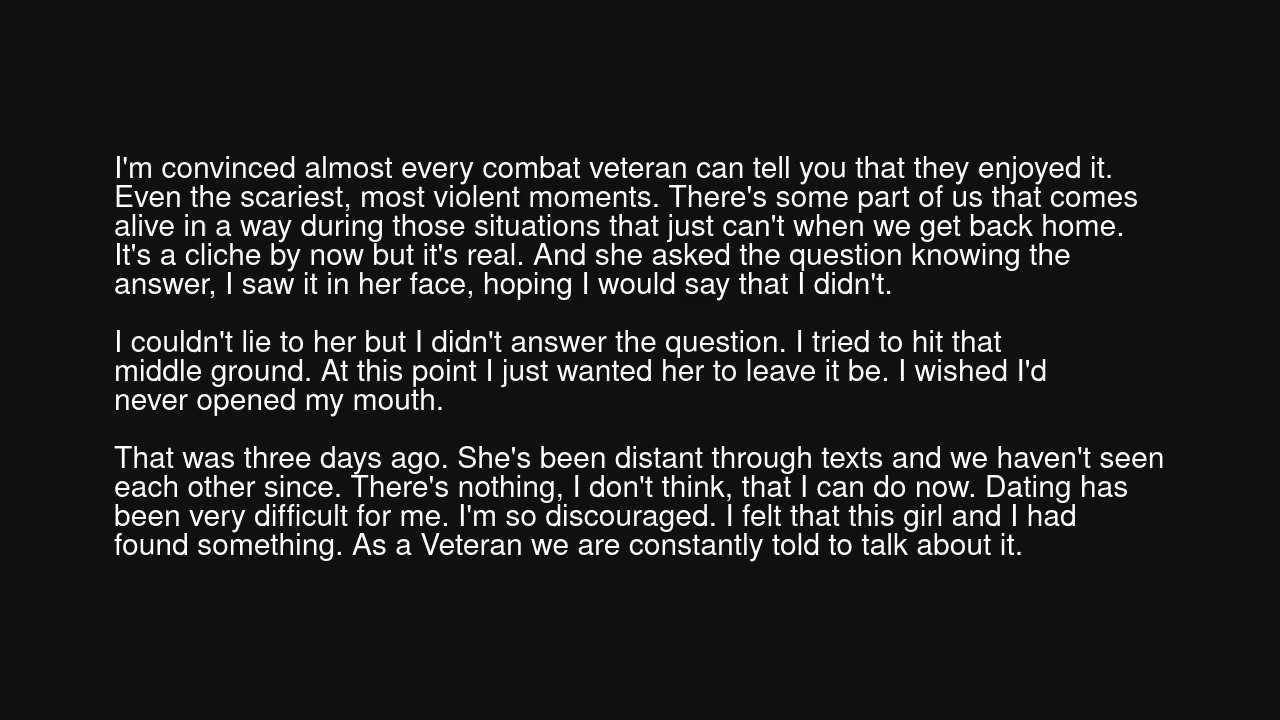 I'm convinced almost every combat veteran can tell you that they enjoyed it.
Even the scariest, most violent moments. There's some part of us that comes
alive in a way during those situations that just can't when we get back home.
It's a cliche by now but it's real. And she asked the question knowing the
answer, I saw it in her face, hoping I would say that I didn't.
I couldn't lie to her but I didn't answer the question. I tried to hit that
middle ground. At this point I just wanted her to leave it be. I wished I'd
never opened my mouth.
That was three days ago. She's been distant through texts and we haven't seen
each other since. There's nothing, I don't think, that I can do now. Dating has
been very difficult for me. I'm so discouraged. I felt that this girl and I had
found something. As a Veteran we are constantly told to talk about it.